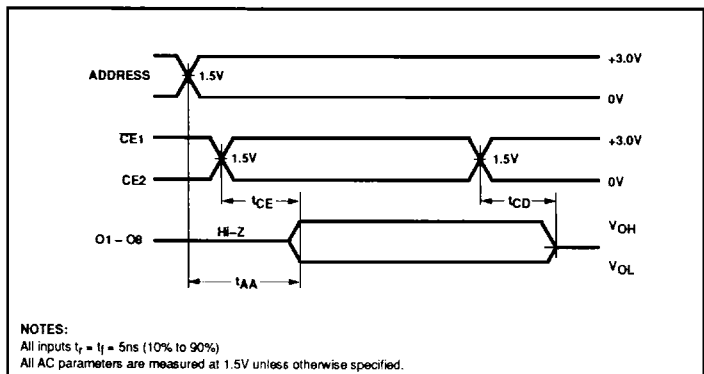 ADDRESS
1.5V
+3.0V
0V
CE1
CE2
1.5V
1.5V
+3.0V
0V
tCE
tCD
O1 – O8
Hi-Z
VOH
VOL
tAA
NOTES:
All inputs tr = tf = 5ns (10% to 90%)
All AC parameters are measured at 1.5V unless otherwise specified.